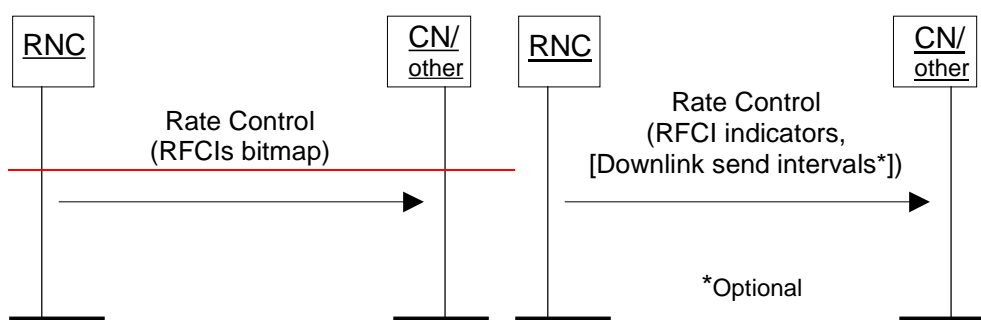 RNC
CN/
other
Rate Control
(RFCIs bitmap)
RNC
CN/
other
Rate Control
(RFCI indicators,
[Downlink send intervals*])
*Optional